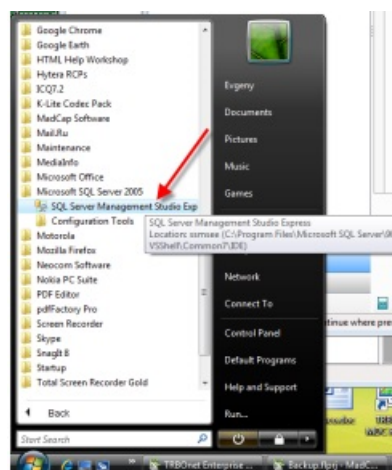 Google Chrome
Google Earth
HTML Help Workshop
Hytera RCPs
ICQ7.2
K-Lite Codec Pack
MadCap Software
Mail.Ru
Maintenance
MediaInfo
Microsoft Office
Microsoft SQL Server 2005
SQL Server Management Studio Exp
Configuration Tools
Motorola
Mozilla Firefox
Neocom Software
Nokia PC Suite
PDF Editor
pdfFactory Pro
Screen Recorder
Skype
SnagIt 8
Startup
Total Screen Recorder Gold
Back
Start Search
Evgeny
Documents
Pictures
Music
Games
SQL Server Management Studio Express
Location: ssmsee (C:\Program Files\Microsoft SQL Server\9
VSShell\Common7\IDE)
Network
Connect To
Control Panel
Default Programs
Help and Support
Run...
tinue where pre
TRBOnet Enterprise ...
Backup.flprj - MadC